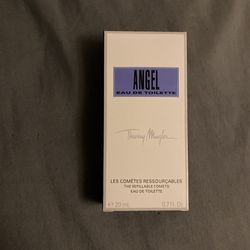 ANGEL
EAU DE TOILETTE
Thierry Mugler
LES COMÈTES RESSOURÇABLES
THE REFILLABLE COMETS
EAU DE TOILETTE
℮ 20 mL 0.7 Fl. Oz